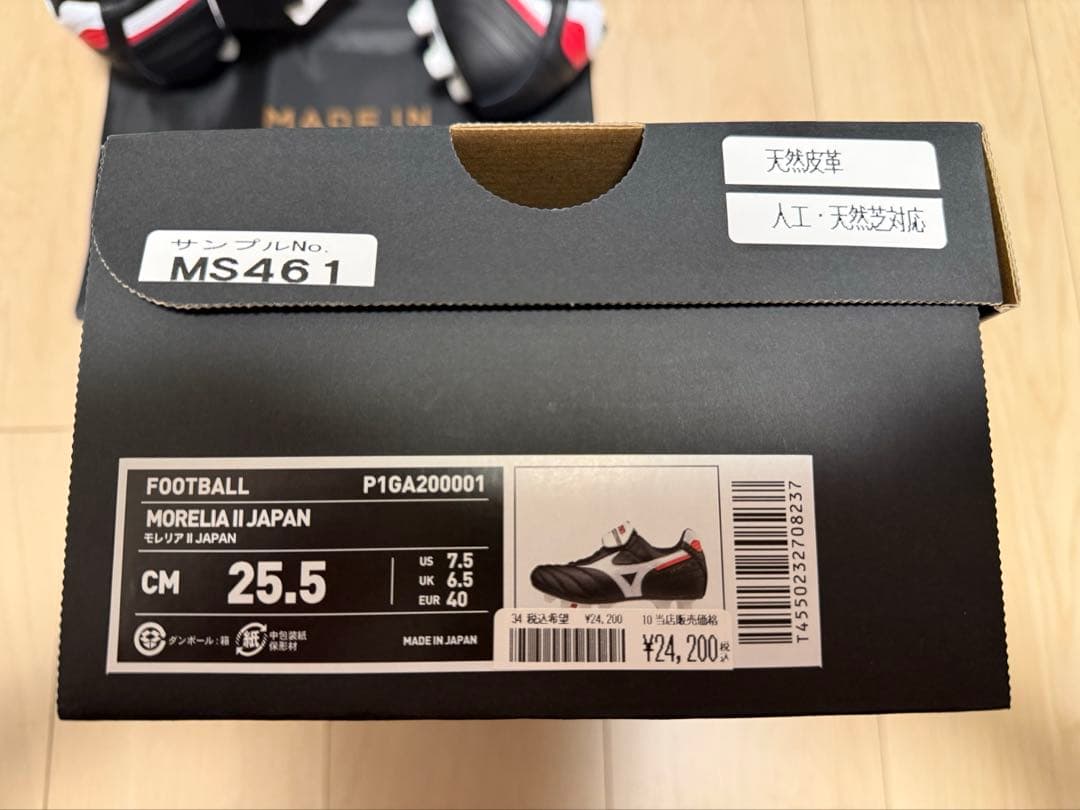 MADE IN
天然皮革
人工・天然芝対応
サンプルNo.
MS461
FOOTBALL P1GA200001
MORELIA II JAPAN
モレリア II JAPAN
CM 25.5
US 7.5
UK 6.5
EUR 40
ダンボール:箱
紙 中包装紙
保形材
MADE IN JAPAN
T4550232708237
34 税込希望 ¥24,200 10 当店販売価格
¥24,200 税込